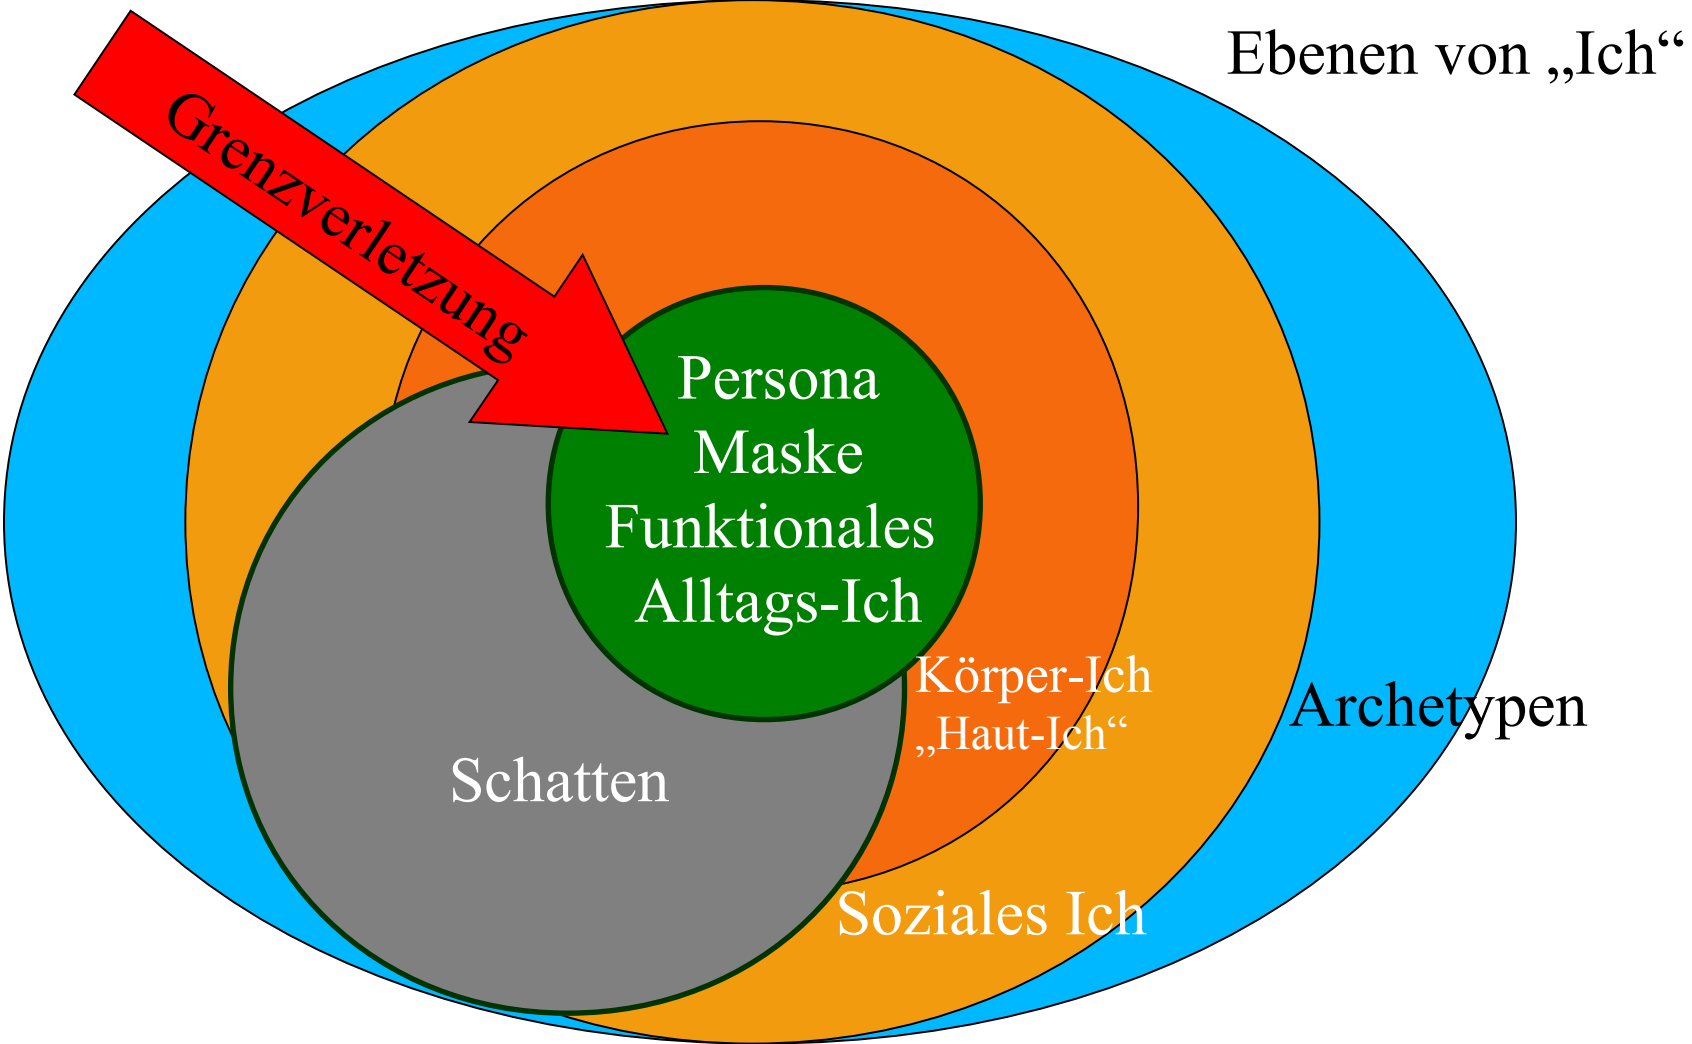 Ebenen von „Ich“
Grenzverletzung
Persona
Maske
Funktionales
Alltags-Ich
Körper-Ich
„Haut-Ich“
Archetypen
Schatten
Soziales Ich